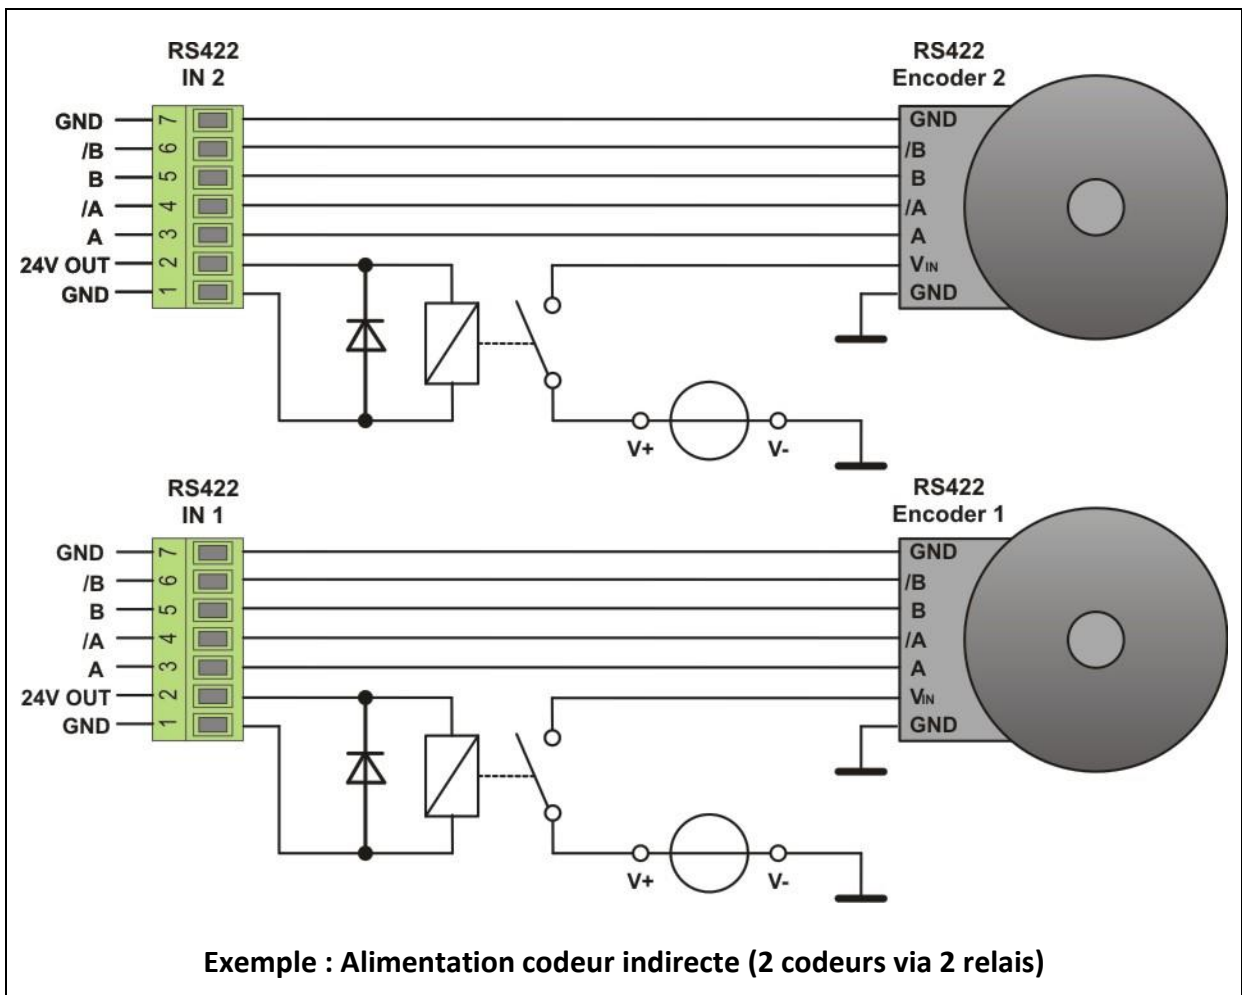 RS422
IN 2
RS422
Encoder 2
GND 7 GND
/B 6 /B
B 5 B
/A 4 /A
A 3 A
24V OUT 2 VIN
GND 1 GND
V+ V-
RS422
IN 1
RS422
Encoder 1
GND 7 GND
/B 6 /B
B 5 B
/A 4 /A
A 3 A
24V OUT 2 VIN
GND 1 GND
V+ V-
Exemple : Alimentation codeur indirecte (2 codeurs via 2 relais)